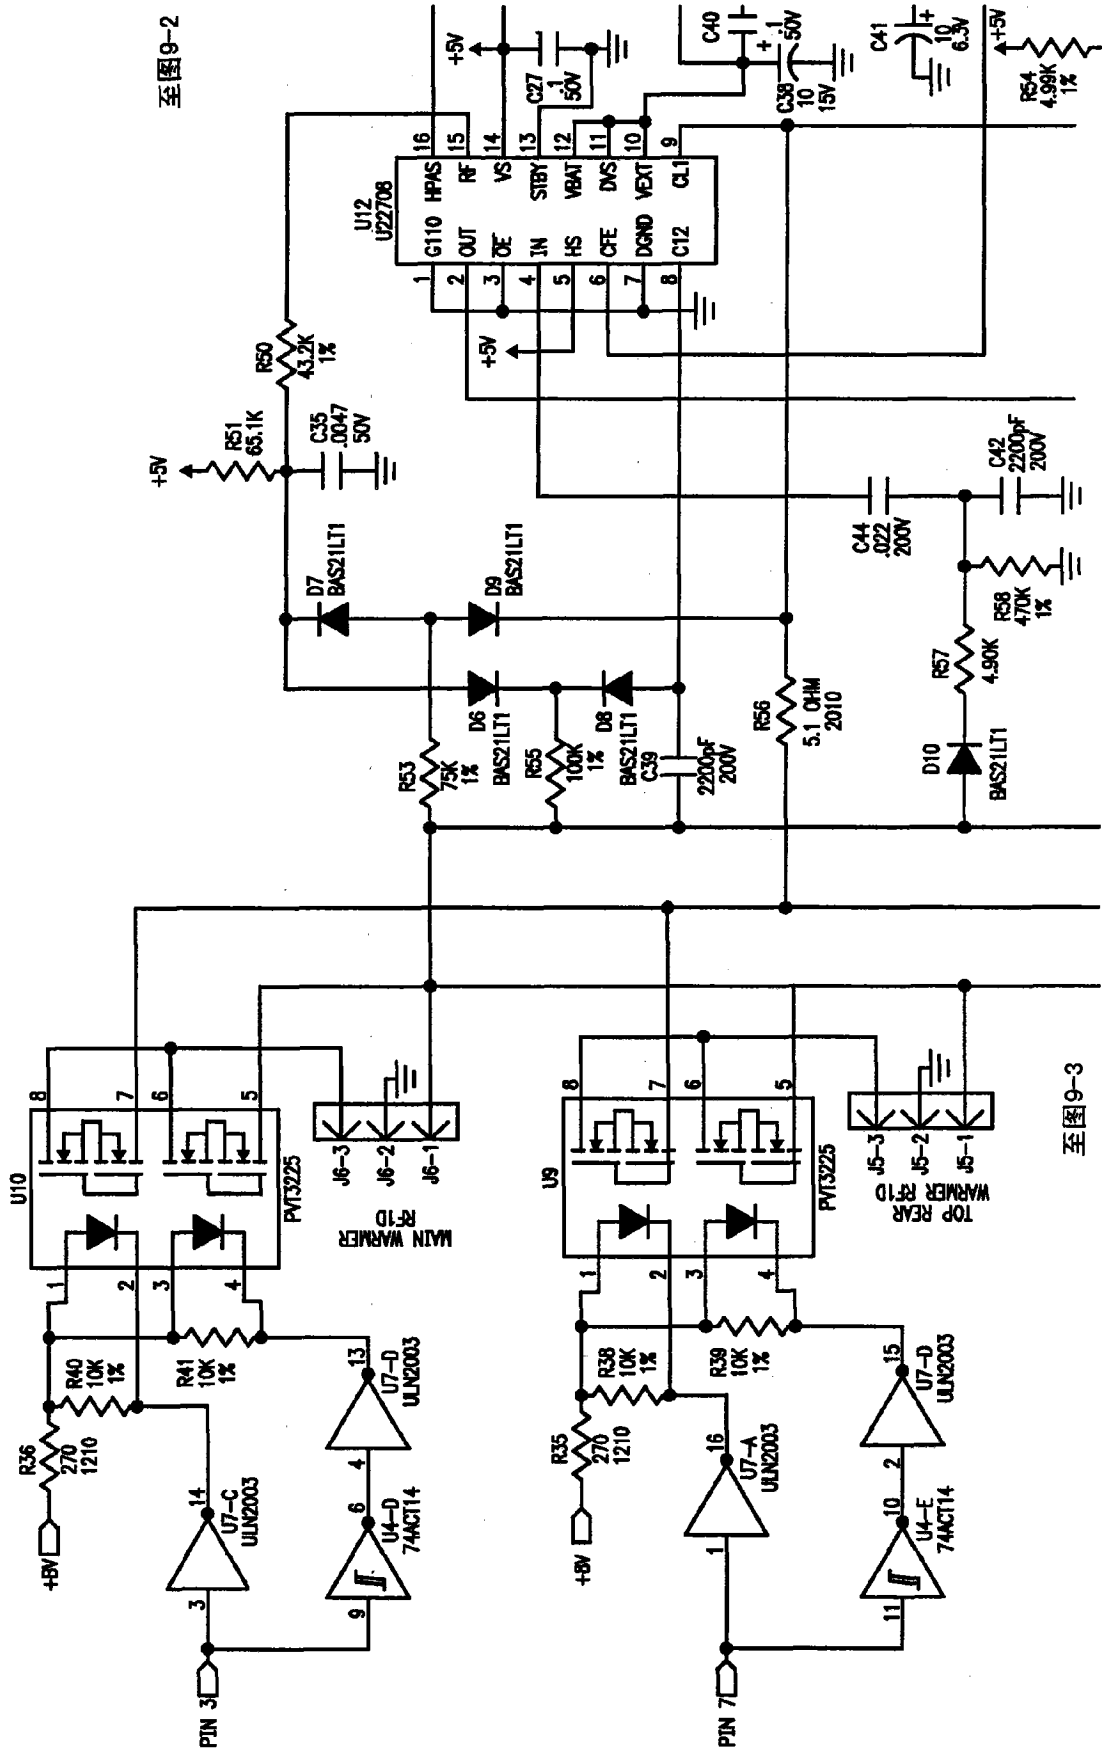 至图9-2
+5V
C27
.1
50V
C40
.1
50V
C38
10
15V
C41
10
6.3V
+5V
R54
4.99K
1%
U12
U2270B
16
15
14
13
12
11
10
9
HPAS
RF
VS
STBY
VBAT
DVS
VEXT
CL1
G110
OUT
OE
IN
HS
CFE
DGND
C12
1
2
3
4
5
6
7
8
+5V
R50
43.2K
1%
+5V
R51
65.1K
C35
.0047
50V
D7
BAS21LT1
D9
BAS21LT1
D6
BAS21LT1
D8
BAS21LT1
R53
75K
1%
R55
100K
1%
C39
2200pF
200V
R56
5.1 OHM
2010
C44
.022
200V
C42
2200pF
200V
R58
470K
1%
R57
4.90K
D10
BAS21LT1
U10
PVT3225
8
7
6
5
1
2
3
4
J6-3
J6-2
J6-1
MAIN WARMER
RF1D
R36
270
1210
R40
10K
1%
R41
10K
1%
+8V
14
U7-C
ULN2003
3
13
U7-D
ULN2003
4
6
U4-D
74ACT14
9
PIN 3
U9
PVT3225
8
7
6
5
1
2
3
4
J5-3
J5-2
J5-1
TOP REAR
WARMER RF1D
R35
270
1210
R38
10K
1%
R39
10K
1%
+8V
16
U7-A
ULN2003
1
15
U7-D
ULN2003
2
10
U4-E
74ACT14
11
PIN 7
至图9-3